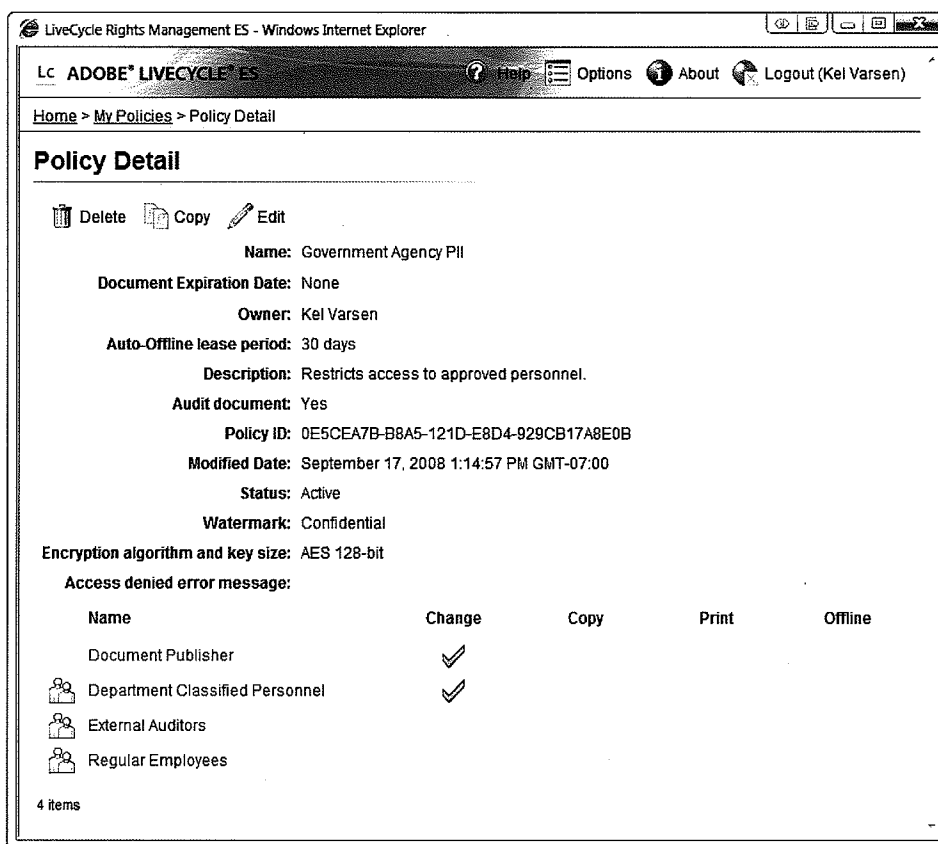 LiveCycle Rights Management ES - Windows Internet Explorer
Lc ADOBE® LIVECYCLE® ES Help Options About Logout (Kel Varsen)
Home > My Policies > Policy Detail
Policy Detail
Delete Copy Edit
Name: Government Agency PII
Document Expiration Date: None
Owner: Kel Varsen
Auto-Offline lease period: 30 days
Description: Restricts access to approved personnel.
Audit document: Yes
Policy ID: 0E5CEA7B-B8A5-121D-E8D4-929CB17A8E0B
Modified Date: September 17, 2008 1:14:57 PM GMT-07:00
Status: Active
Watermark: Confidential
Encryption algorithm and key size: AES 128-bit
Access denied error message:
Name Change Copy Print Offline
Document Publisher
Department Classified Personnel
External Auditors
Regular Employees
4 items